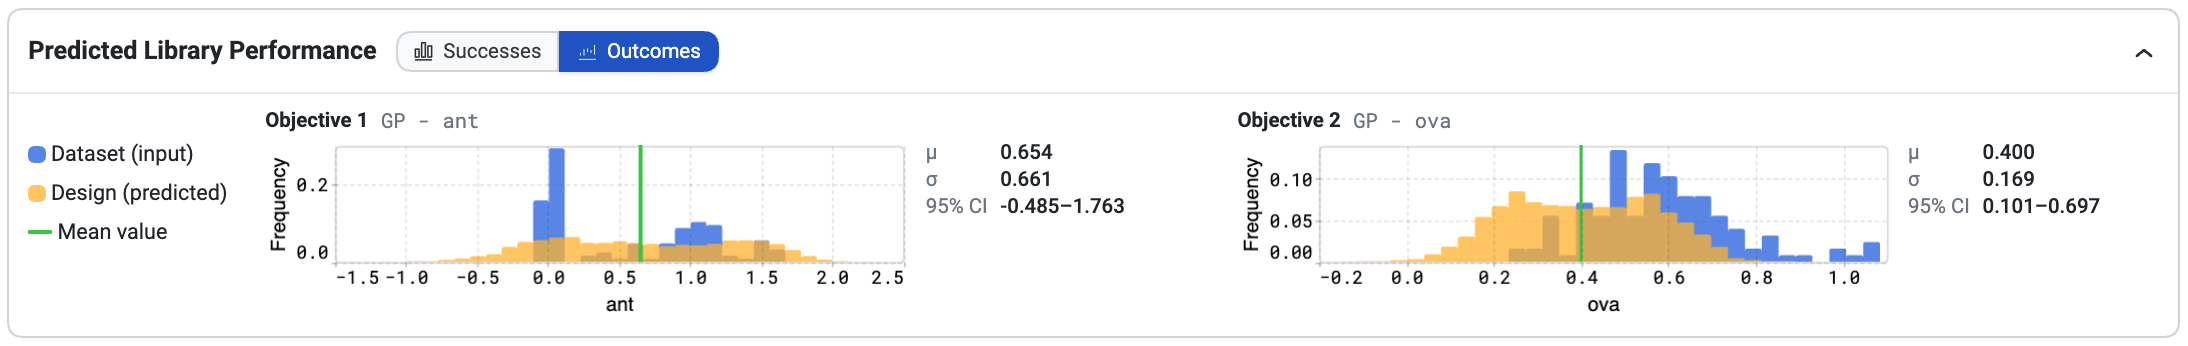 Predicted Library Performance
Successes
Outcomes
Dataset (input)
Design (predicted)
Mean value
Objective 1 GP - ant
Frequency
0.2
0.0
-1.5 -1.0 -0.5 0.0 0.5 1.0 1.5 2.0 2.5
ant
μ 0.654
σ 0.661
95% CI -0.485–1.763
Objective 2 GP - ova
Frequency
0.10
0.05
0.00
-0.2 0.0 0.2 0.4 0.6 0.8 1.0
ova
μ 0.400
σ 0.169
95% CI 0.101–0.697